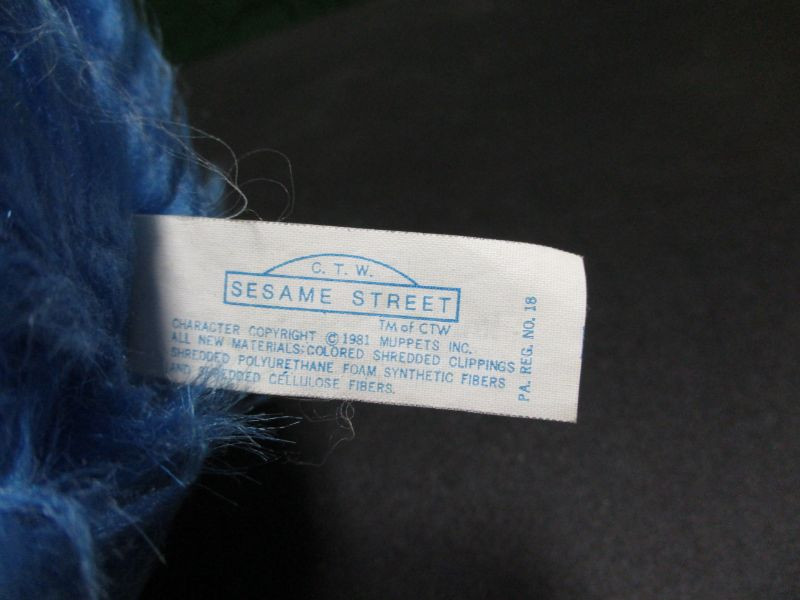 C. T. W.
SESAME STREET
TM of CTW
CHARACTER COPYRIGHT ©1981 MUPPETS INC.
ALL NEW MATERIALS: COLORED SHREDDED CLIPPINGS
SHREDDED POLYURETHANE FOAM, SYNTHETIC FIBERS
AND SHREDDED CELLULOSE FIBERS.
PA. REG. NO. 18